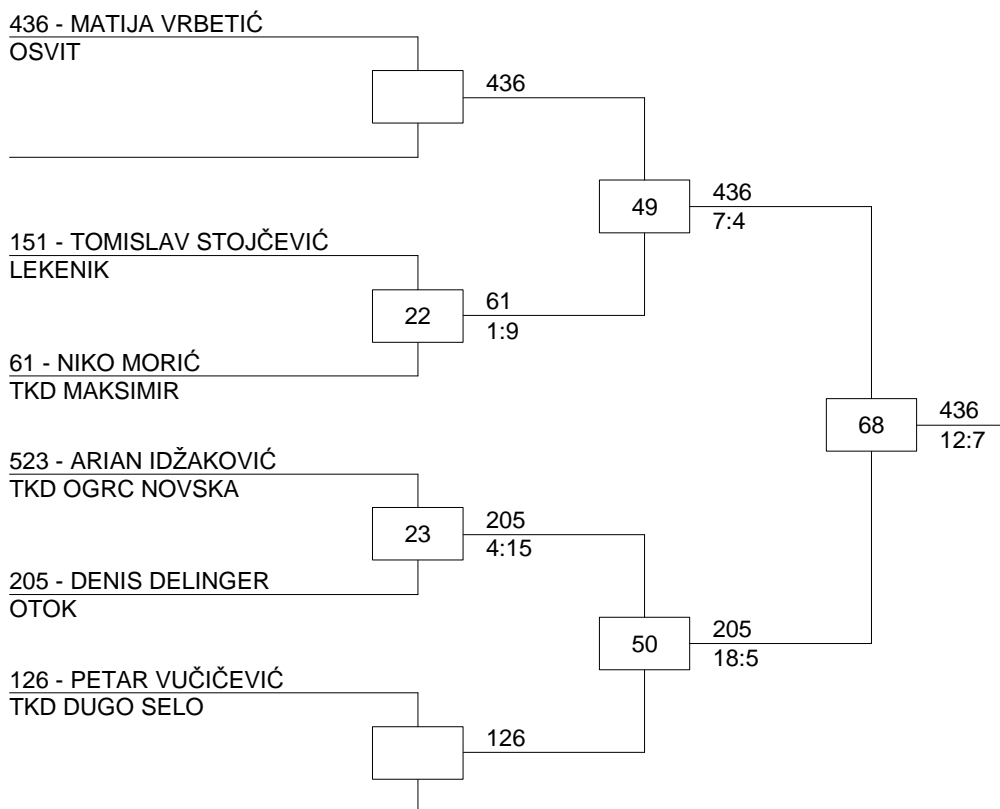 436 - MATIJA VRBETIĆ
OSVIT
436
49
436
7:4
151 - TOMISLAV STOJČEVIĆ
LEKENIK
22
61
1:9
61 - NIKO MORIĆ
TKD MAKSIMIR
68
436
12:7
523 - ARIAN IDŽAKOVIĆ
TKD OGRC NOVSKA
23
205
4:15
205 - DENIS DELINGER
OTOK
50
205
18:5
126 - PETAR VUČIČEVIĆ
TKD DUGO SELO
126